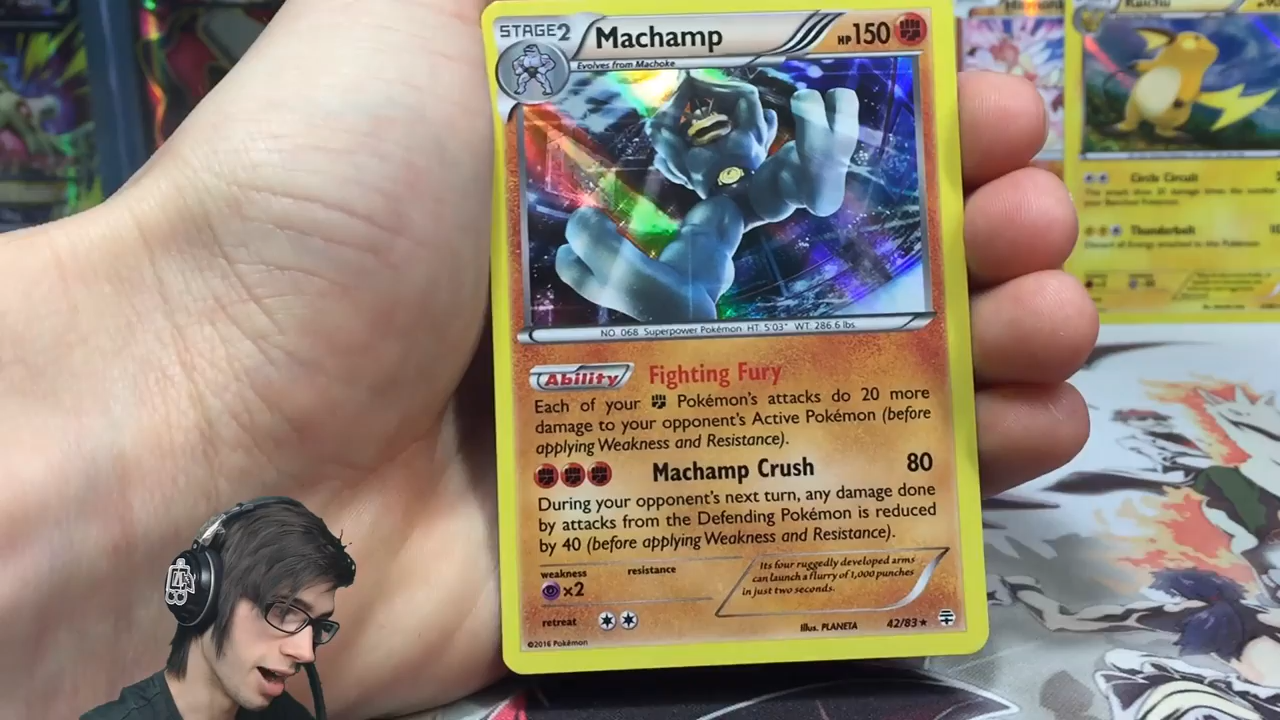 STAGE2 Machamp HP150
Evolves from Machoke
NO. 068 Superpower Pokémon HT: 5'03" WT: 286.6 lbs.
Ability Fighting Fury
Each of your Pokémon's attacks do 20 more
damage to your opponent's Active Pokémon (before
applying Weakness and Resistance).
Machamp Crush 80
During your opponent's next turn, any damage done
by attacks from the Defending Pokémon is reduced
by 40 (before applying Weakness and Resistance).
weakness resistance
×2
retreat
Its four ruggedly developed arms
can launch a flurry of 1,000 punches
in just two seconds.
Illus. PLANETA 42/83★
©2016 Pokémon
Raichu
Circle Circuit
Thunderbolt